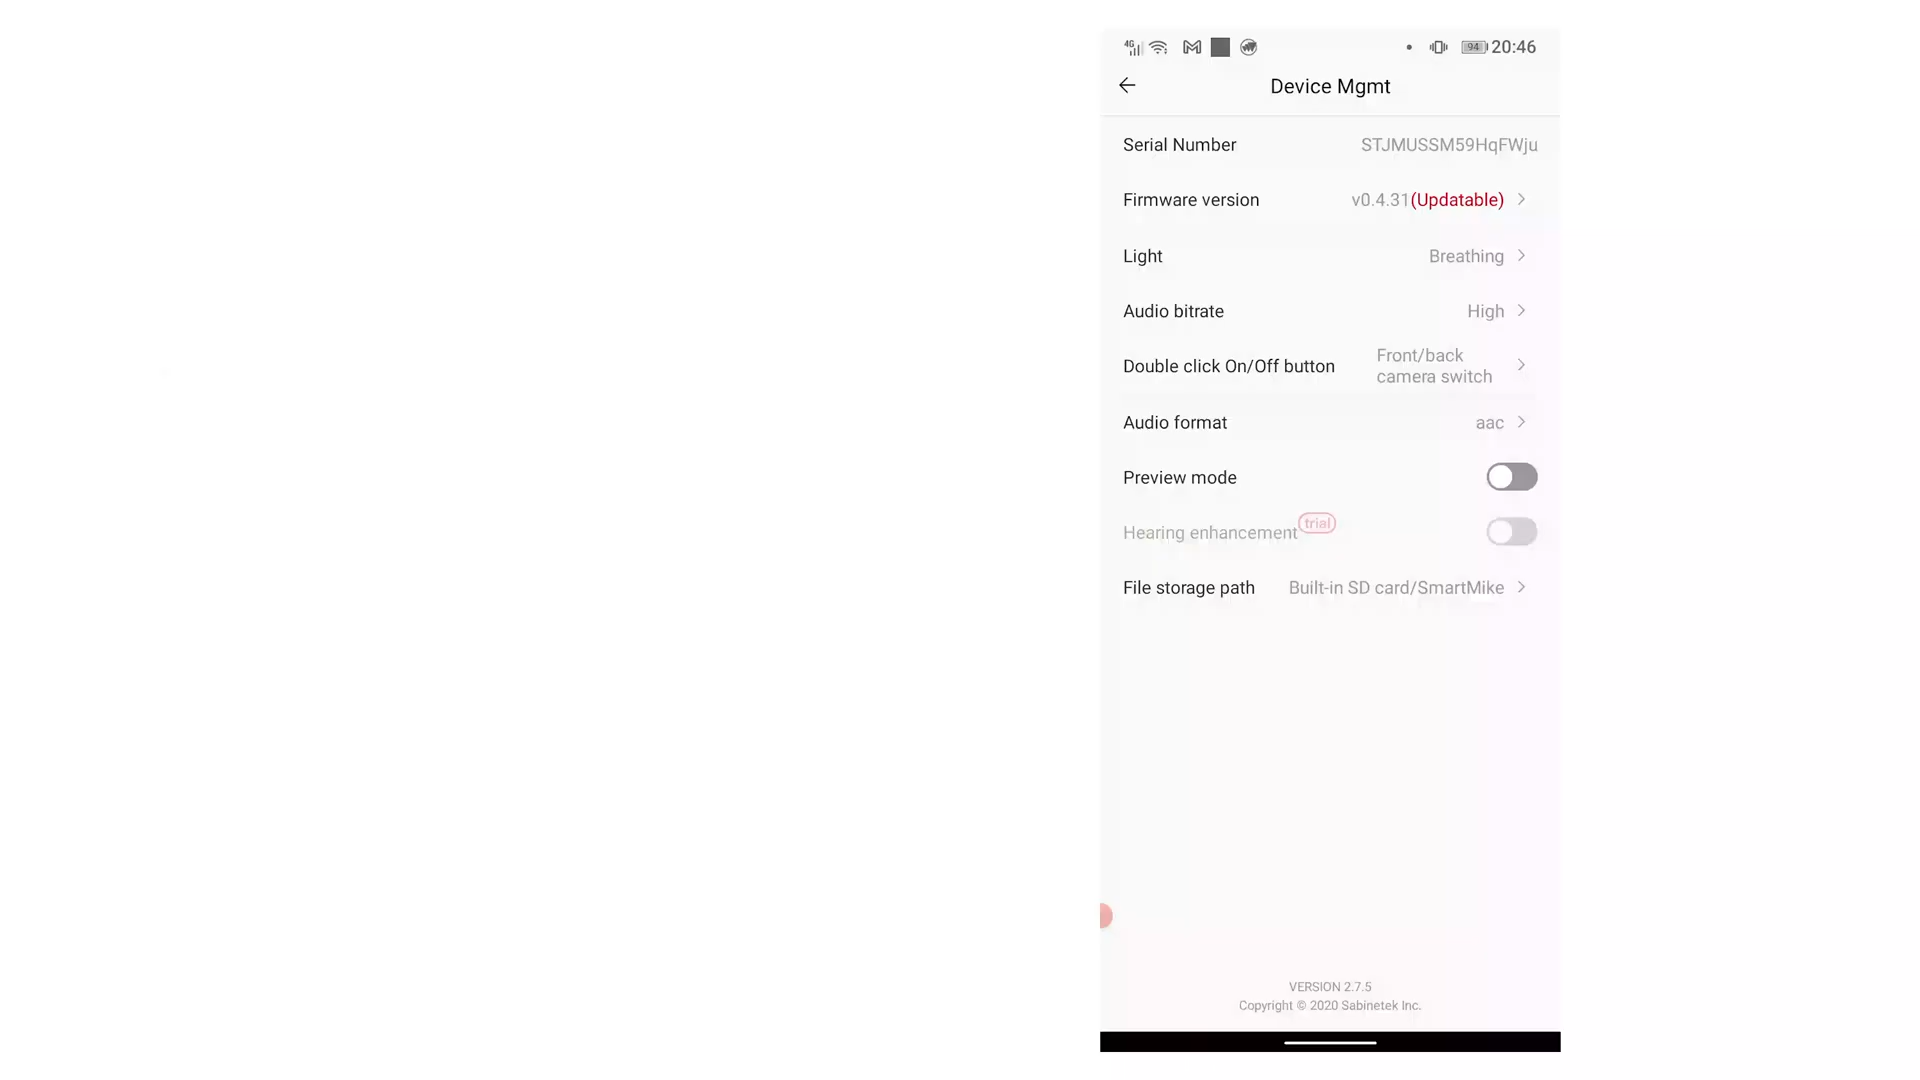 4G 94 20:46
Device Mgmt
Serial Number STJMUSSM59HqFWju
Firmware version v0.4.31(Updatable)
Light Breathing
Audio bitrate High
Double click On/Off button Front/back
camera switch
Audio format aac
Preview mode
Hearing enhancement trial
File storage path Built-in SD card/SmartMike
VERSION 2.7.5
Copyright © 2020 Sabinetek Inc.